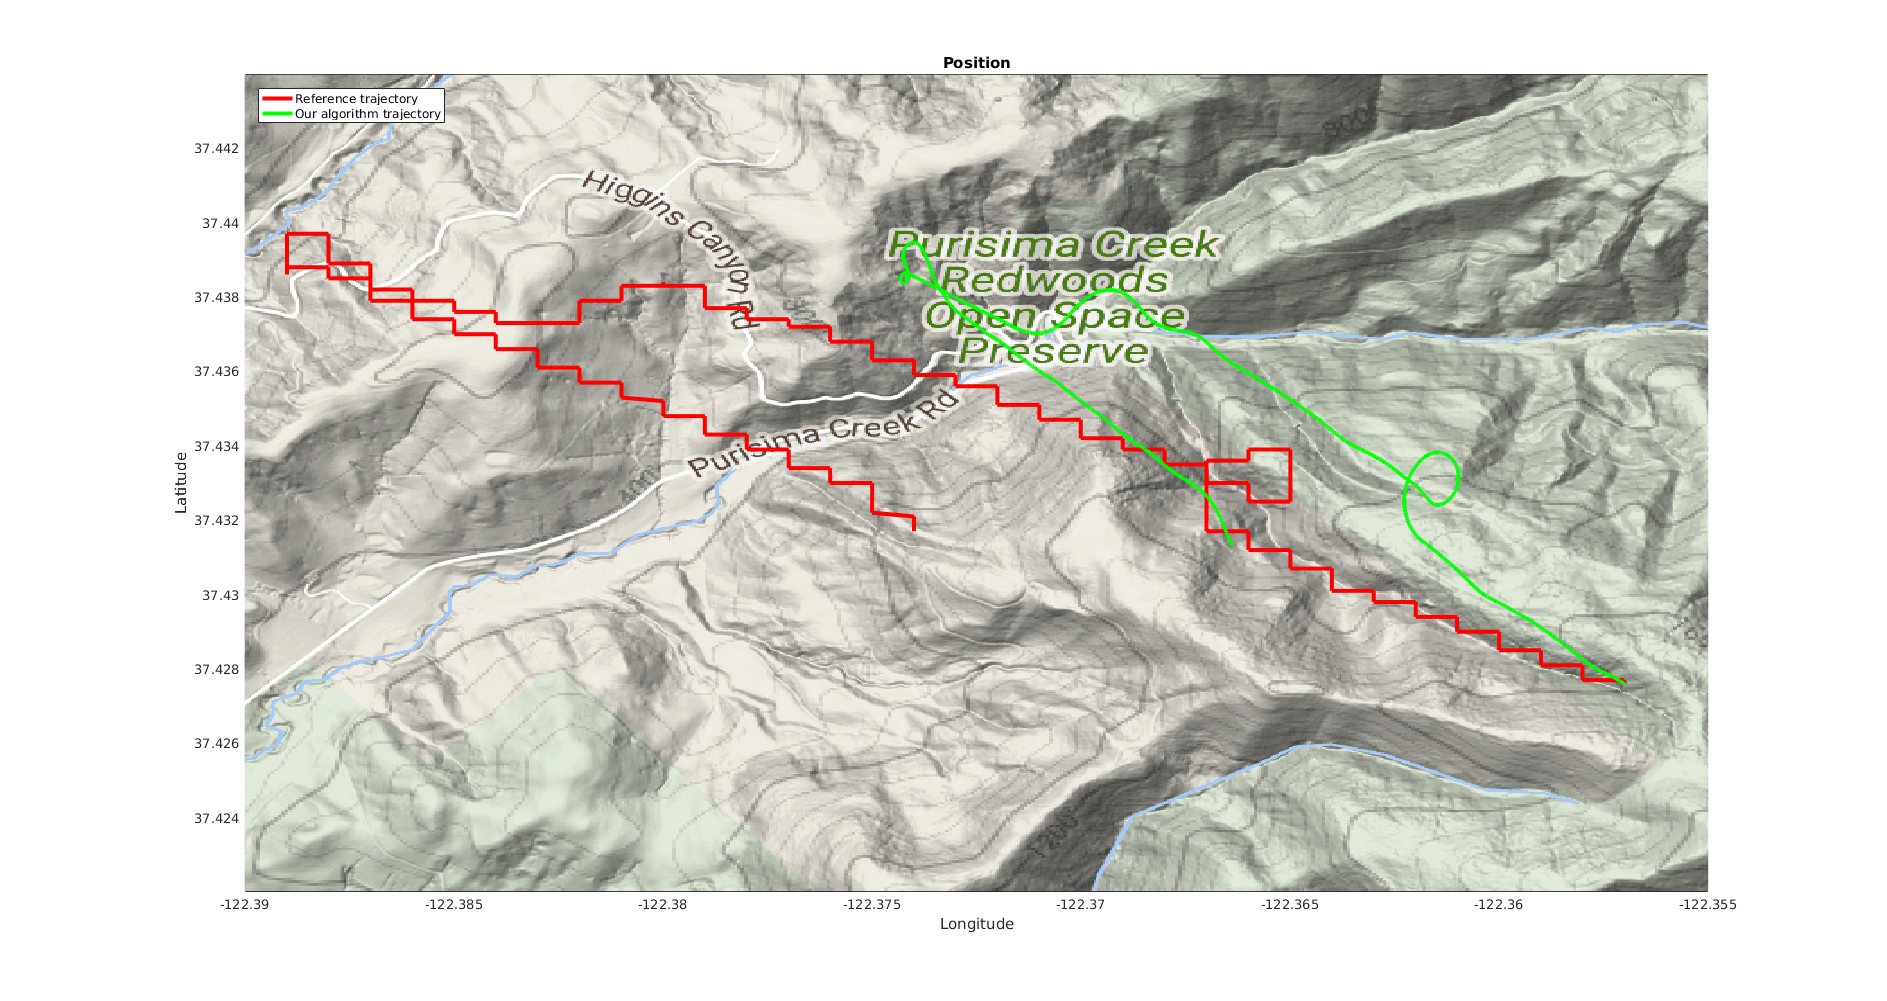 Position
Reference trajectory
Our algorithm trajectory
37.442
37.44
37.438
37.436
37.434
37.432
37.43
37.428
37.426
37.424
Latitude
Higgins Canyon Rd
Purisima Creek
Redwoods
Open Space
Preserve
Purisima Creek Rd
1000
1200
-122.39
-122.385
-122.38
-122.375
-122.37
-122.365
-122.36
-122.355
Longitude